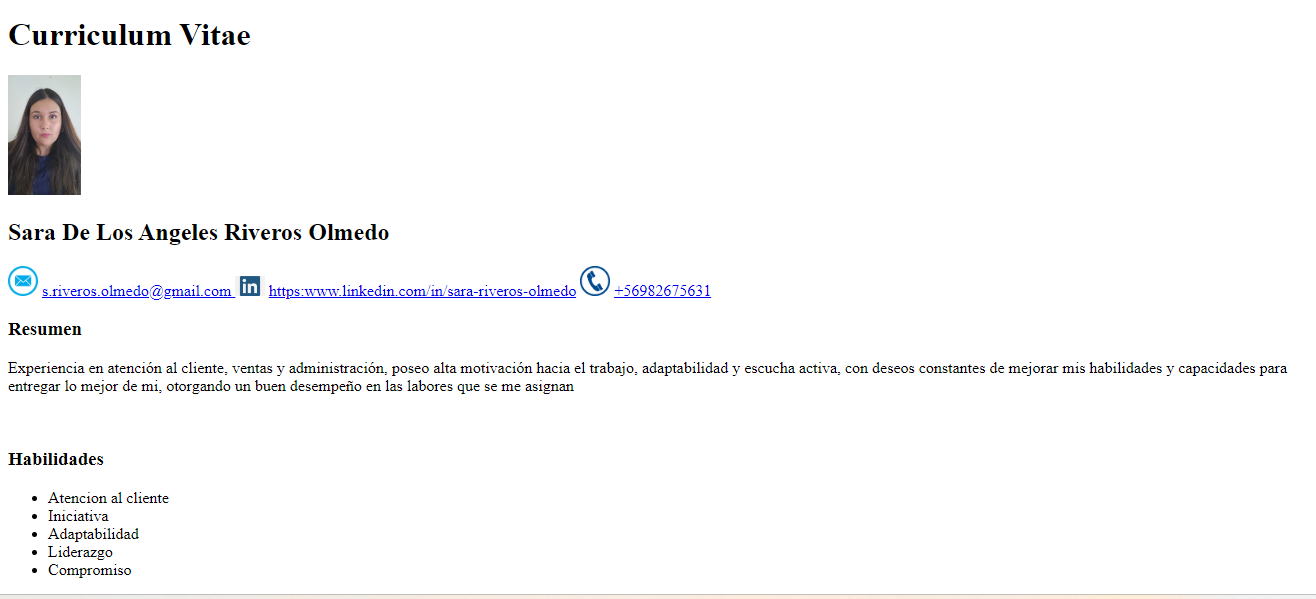 Curriculum Vitae
Sara De Los Angeles Riveros Olmedo
s.riveros.olmedo@gmail.com in https:www.linkedin.com/in/sara-riveros-olmedo +56982675631
Resumen
Experiencia en atención al cliente, ventas y administración, poseo alta motivación hacia el trabajo, adaptabilidad y escucha activa, con deseos constantes de mejorar mis habilidades y capacidades para
entregar lo mejor de mi, otorgando un buen desempeño en las labores que se me asignan
Habilidades
• Atencion al cliente
• Iniciativa
• Adaptabilidad
• Liderazgo
• Compromiso